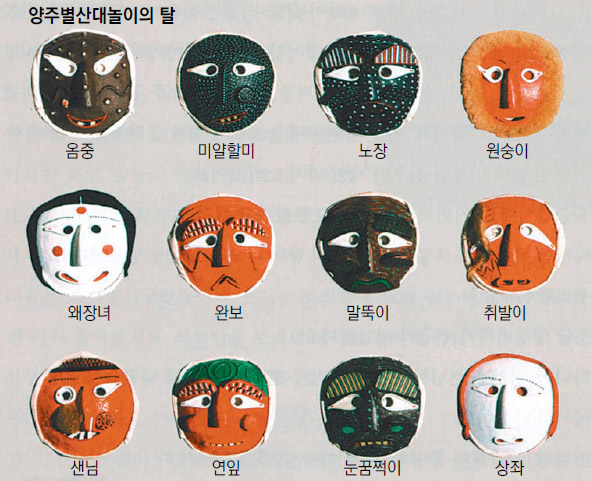 양주별산대놀이의 탈
옴중 미얄할미 노장 원숭이
왜장녀 완보 말뚝이 취발이
샌님 연잎 눈꿈쩍이 상좌